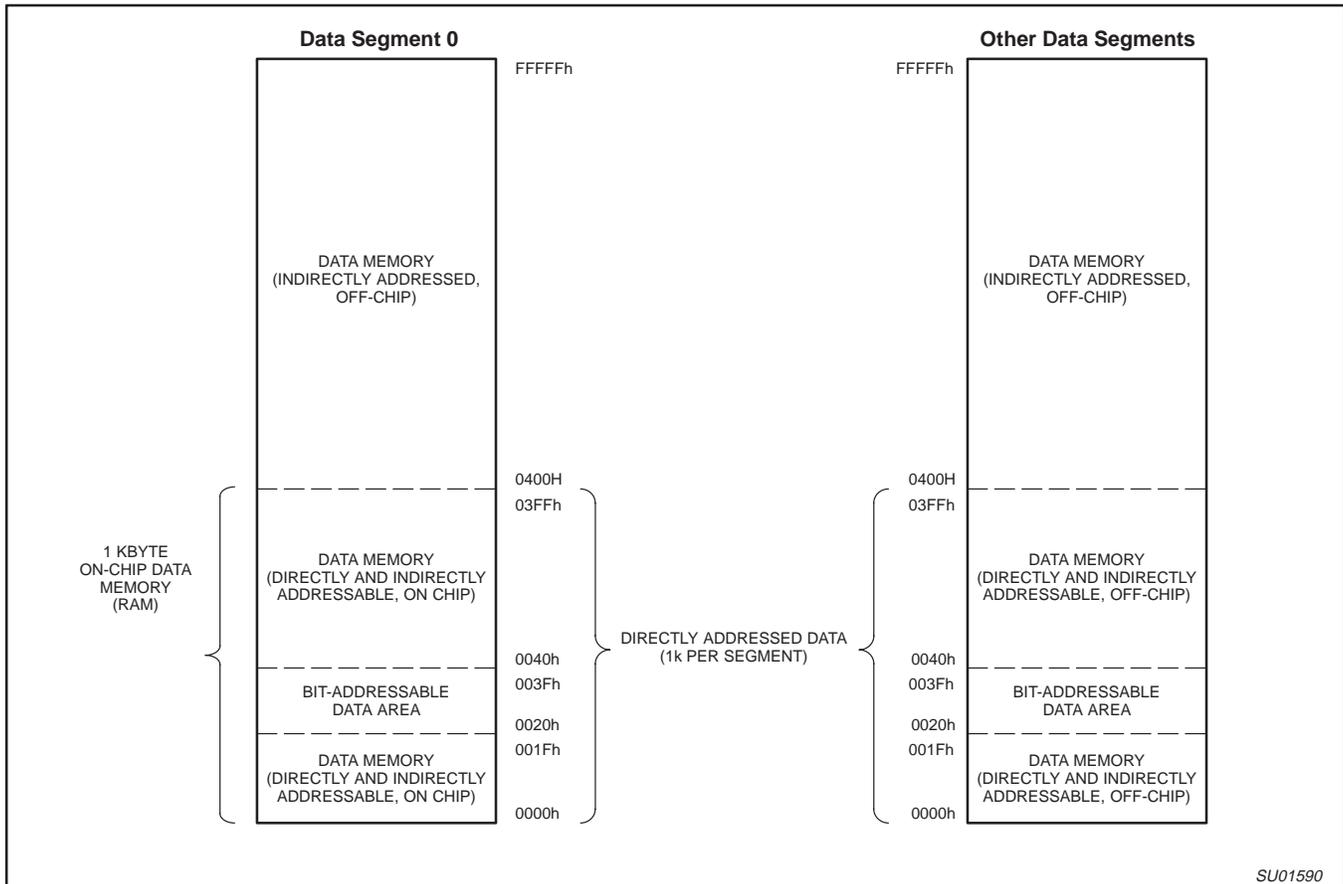 Data Segment 0
Other Data Segments
FFFFFh
FFFFFh
DATA MEMORY
(INDIRECTLY ADDRESSED,
OFF-CHIP)
DATA MEMORY
(INDIRECTLY ADDRESSED,
OFF-CHIP)
0400H
0400H
03FFh
03FFh
1 KBYTE
ON-CHIP DATA
MEMORY
(RAM)
DATA MEMORY
(DIRECTLY AND INDIRECTLY
ADDRESSABLE, ON CHIP)
DATA MEMORY
(DIRECTLY AND INDIRECTLY
ADDRESSABLE, OFF-CHIP)
DIRECTLY ADDRESSED DATA
(1k PER SEGMENT)
0040h
0040h
003Fh
003Fh
BIT-ADDRESSABLE
DATA AREA
BIT-ADDRESSABLE
DATA AREA
0020h
0020h
001Fh
001Fh
DATA MEMORY
(DIRECTLY AND INDIRECTLY
ADDRESSABLE, ON CHIP)
DATA MEMORY
(DIRECTLY AND INDIRECTLY
ADDRESSABLE, OFF-CHIP)
0000h
0000h
SU01590